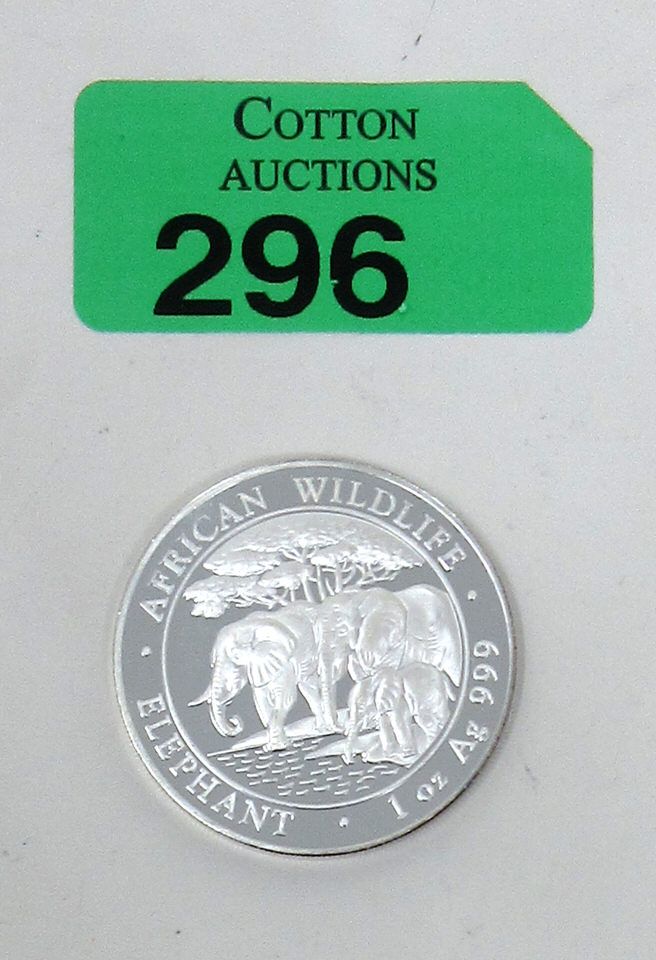 COTTON
AUCTIONS
296
· AFRICAN WILDLIFE ·
ELEPHANT · 1 oz Ag 999